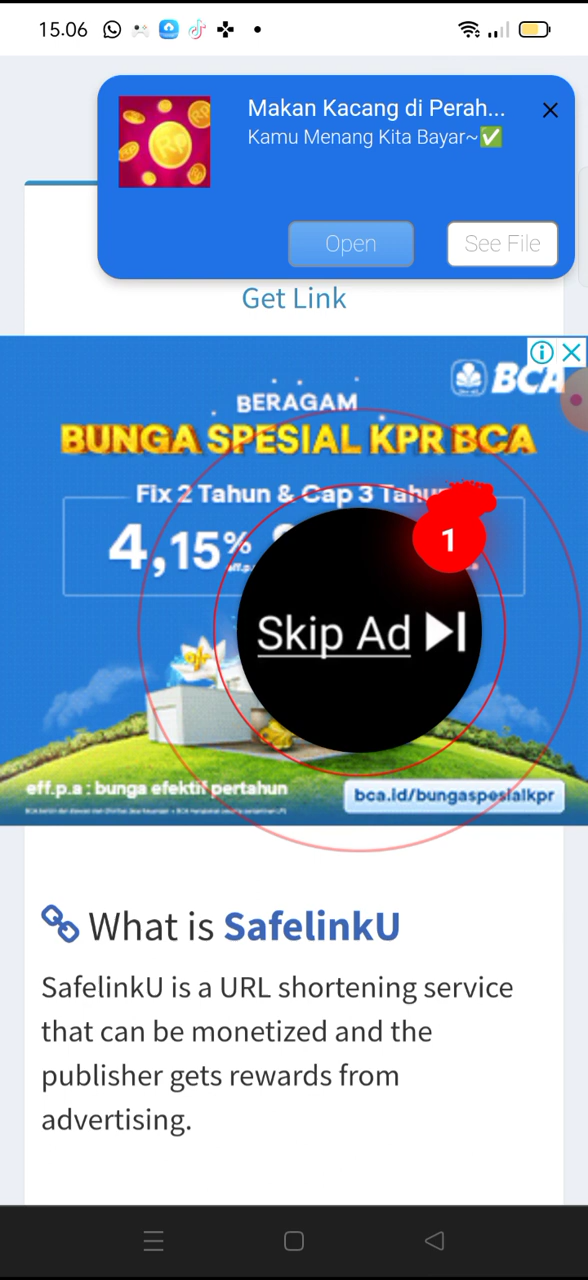 15.06
Makan Kacang di Perah...
Kamu Menang Kita Bayar~✅
Open
See File
Get Link
BCA
BERAGAM
BUNGA SPESIAL KPR BCA
Fix 2 Tahun & Cap 3 Tahu
4,15%
1
Skip Ad
eff.p.a : bunga efektif pertahun
bca.id/bungaspesialkpr
What is SafelinkU
SafelinkU is a URL shortening service
that can be monetized and the
publisher gets rewards from
advertising.